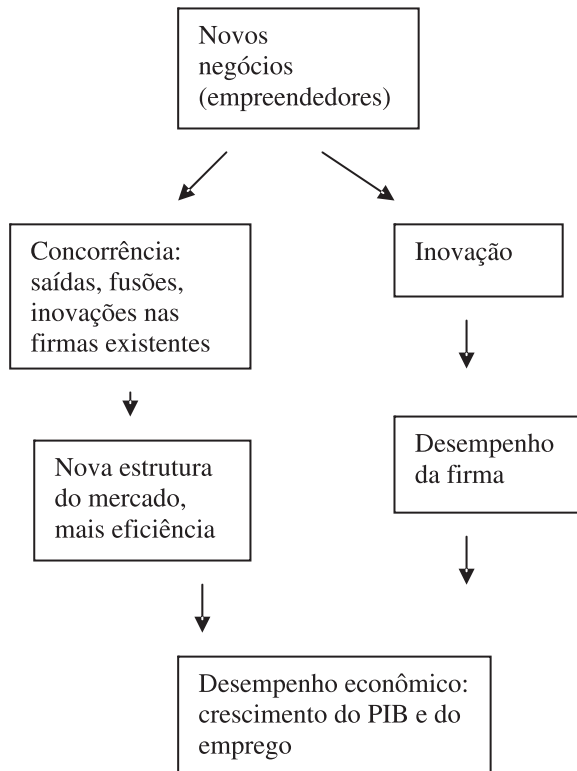 Novos
negócios
(empreendedores)
Concorrência:
saídas, fusões,
inovações nas
firmas existentes
Inovação
Nova estrutura
do mercado,
mais eficiência
Desempenho
da firma
Desempenho econômico:
crescimento do PIB e do
emprego